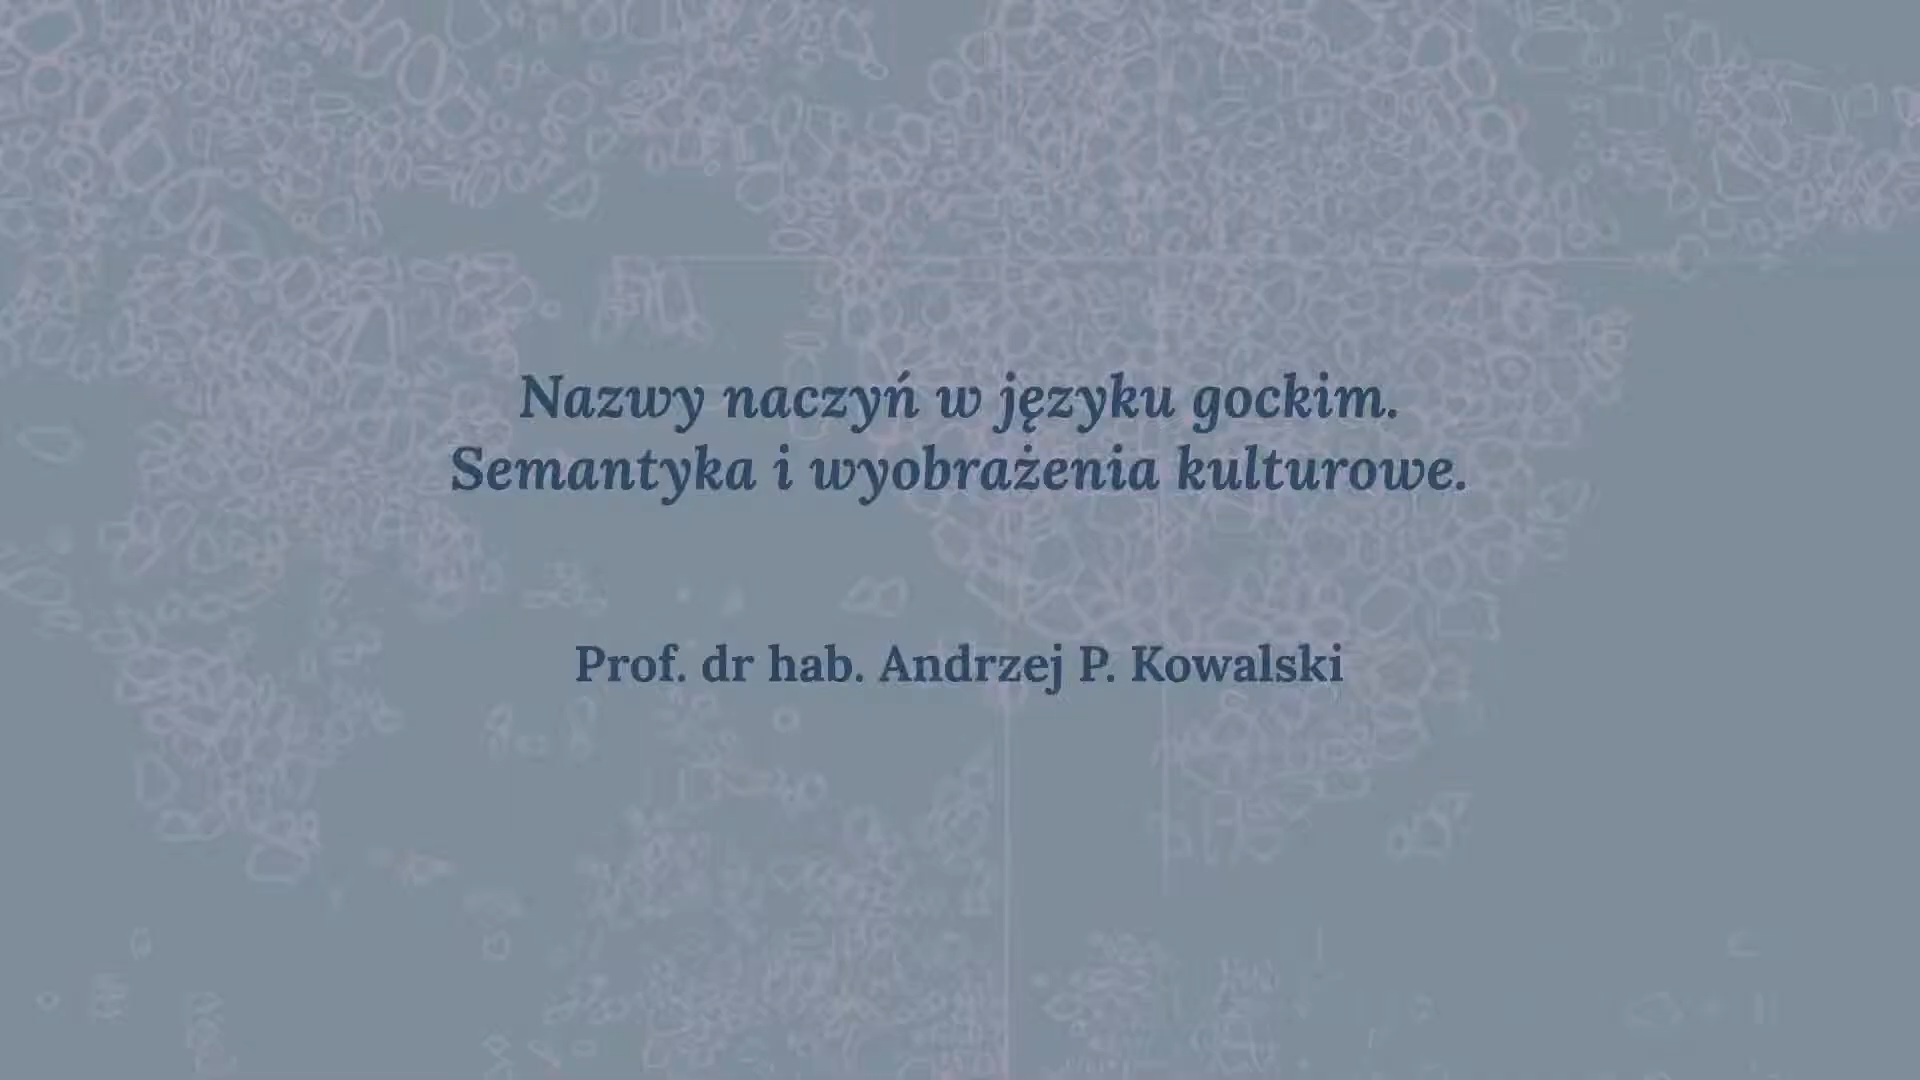 Nazwy naczyń w języku gockim.
Semantyka i wyobrażenia kulturowe.
Prof. dr hab. Andrzej P. Kowalski